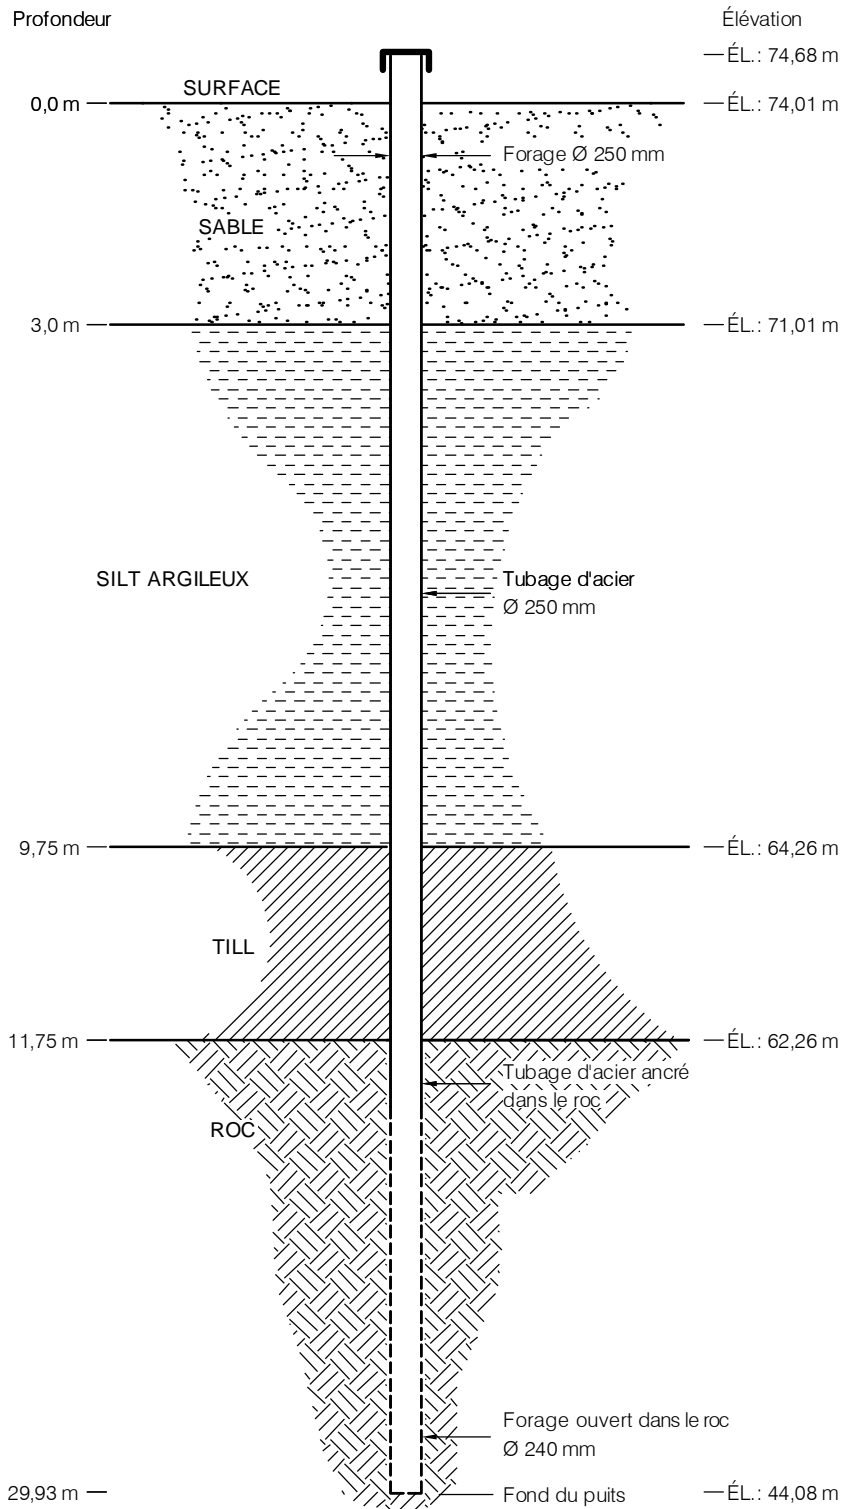 Profondeur
Élévation
ÉL.: 74,68 m
SURFACE
0,0 m
ÉL.: 74,01 m
Forage Ø 250 mm
SABLE
3,0 m
ÉL.: 71,01 m
SILT ARGILEUX
Tubage d'acier
Ø 250 mm
9,75 m
ÉL.: 64,26 m
TILL
11,75 m
ÉL.: 62,26 m
Tubage d'acier ancré
dans le roc
ROC
Forage ouvert dans le roc
Ø 240 mm
29,93 m
Fond du puits
ÉL.: 44,08 m